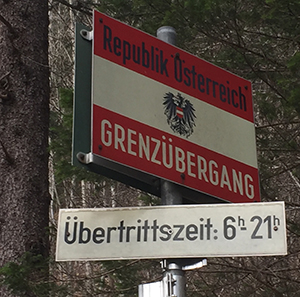 Republik Österreich
GRENZÜBERGANG
Übertrittszeit: 6h-21h